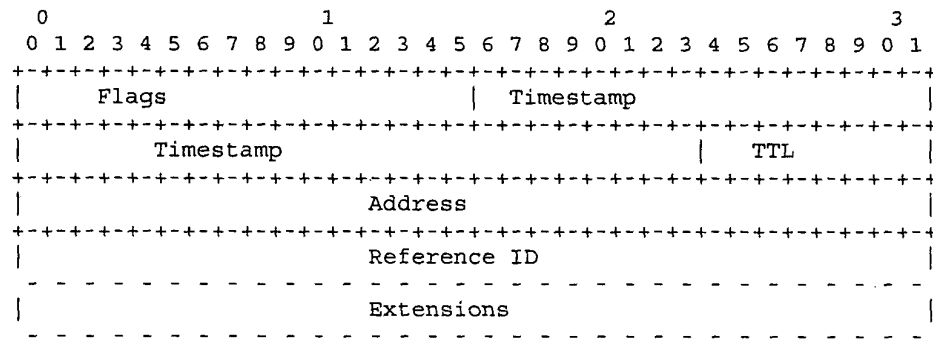 0 1 2 3
0 1 2 3 4 5 6 7 8 9 0 1 2 3 4 5 6 7 8 9 0 1 2 3 4 5 6 7 8 9 0 1
+-+-+-+-+-+-+-+-+-+-+-+-+-+-+-+-+-+-+-+-+-+-+-+-+-+-+-+-+-+-+-+-+
| Flags | Timestamp |
+-+-+-+-+-+-+-+-+-+-+-+-+-+-+-+-+-+-+-+-+-+-+-+-+-+-+-+-+-+-+-+-+
| Timestamp | TTL |
+-+-+-+-+-+-+-+-+-+-+-+-+-+-+-+-+-+-+-+-+-+-+-+-+-+-+-+-+-+-+-+-+
| Address |
+-+-+-+-+-+-+-+-+-+-+-+-+-+-+-+-+-+-+-+-+-+-+-+-+-+-+-+-+-+-+-+-+
| Reference ID |
- - - - - - - - - - - - - - - - - - - - - - - - - - - - - - - -
| Extensions |
- - - - - - - - - - - - - - - - - - - - - - - - - - - - - - - -